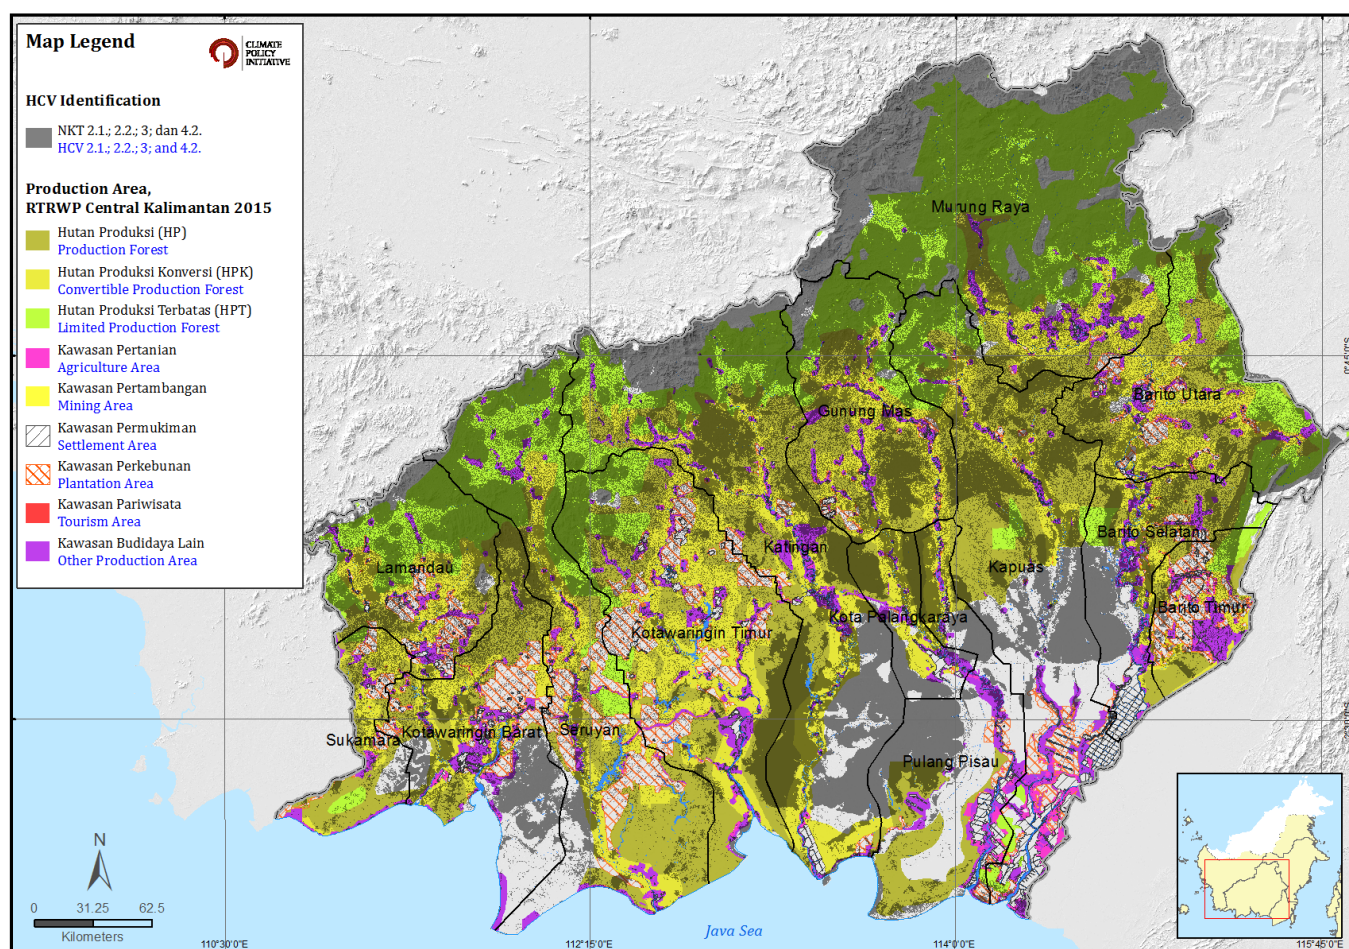 Map Legend
CLIMATE
POLICY
INITIATIVE
HCV Identification
NKT 2.1.; 2.2.; 3; dan 4.2.
HCV 2.1.; 2.2.; 3; and 4.2.
Production Area,
RTRWP Central Kalimantan 2015
Hutan Produksi (HP)
Production Forest
Hutan Produksi Konversi (HPK)
Convertible Production Forest
Hutan Produksi Terbatas (HPT)
Limited Production Forest
Kawasan Pertanian
Agriculture Area
Kawasan Pertambangan
Mining Area
Kawasan Permukiman
Settlement Area
Kawasan Perkebunan
Plantation Area
Kawasan Pariwisata
Tourism Area
Kawasan Budidaya Lain
Other Production Area
Murung Raya
0°45'0"S
Barito Utara
Gunung Mas
Barito Selatan
Katingan
Kapuas
Lamandau
Barito Timur
Kota Palangkaraya
Kotawaringin Timur
Sukamara
Kotawaringin Barat
Seruyan
Pulang Pisau
N
0 31.25 62.5
Kilometers
Java Sea
110°30'0"E
112°15'0"E
114°0'0"E
115°45'0"E